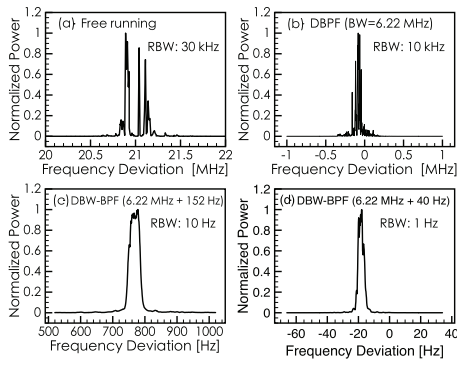 1.2
1
0.8
0.6
0.4
0.2
0
Normalized Power
(a) Free running
RBW: 30 kHz
20 20.5 21 21.5 22
Frequency Deviation [MHz]
1.2
1
0.8
0.6
0.4
0.2
0
Normalized Power
(b) DBPF (BW=6.22 MHz)
RBW: 10 kHz
-1 -0.5 0 0.5 1
Frequency Deviation [MHz]
1.2
1
0.8
0.6
0.4
0.2
0
Normalized Power
(c) DBW-BPF (6.22 MHz + 152 Hz)
RBW: 10 Hz
500 600 700 800 900 1000
Frequency Deviation [Hz]
1.2
1
0.8
0.6
0.4
0.2
0
Normalized Power
(d) DBW-BPF (6.22 MHz + 40 Hz)
RBW: 1 Hz
-60 -40 -20 0 20 40
Frequency Deviation [Hz]